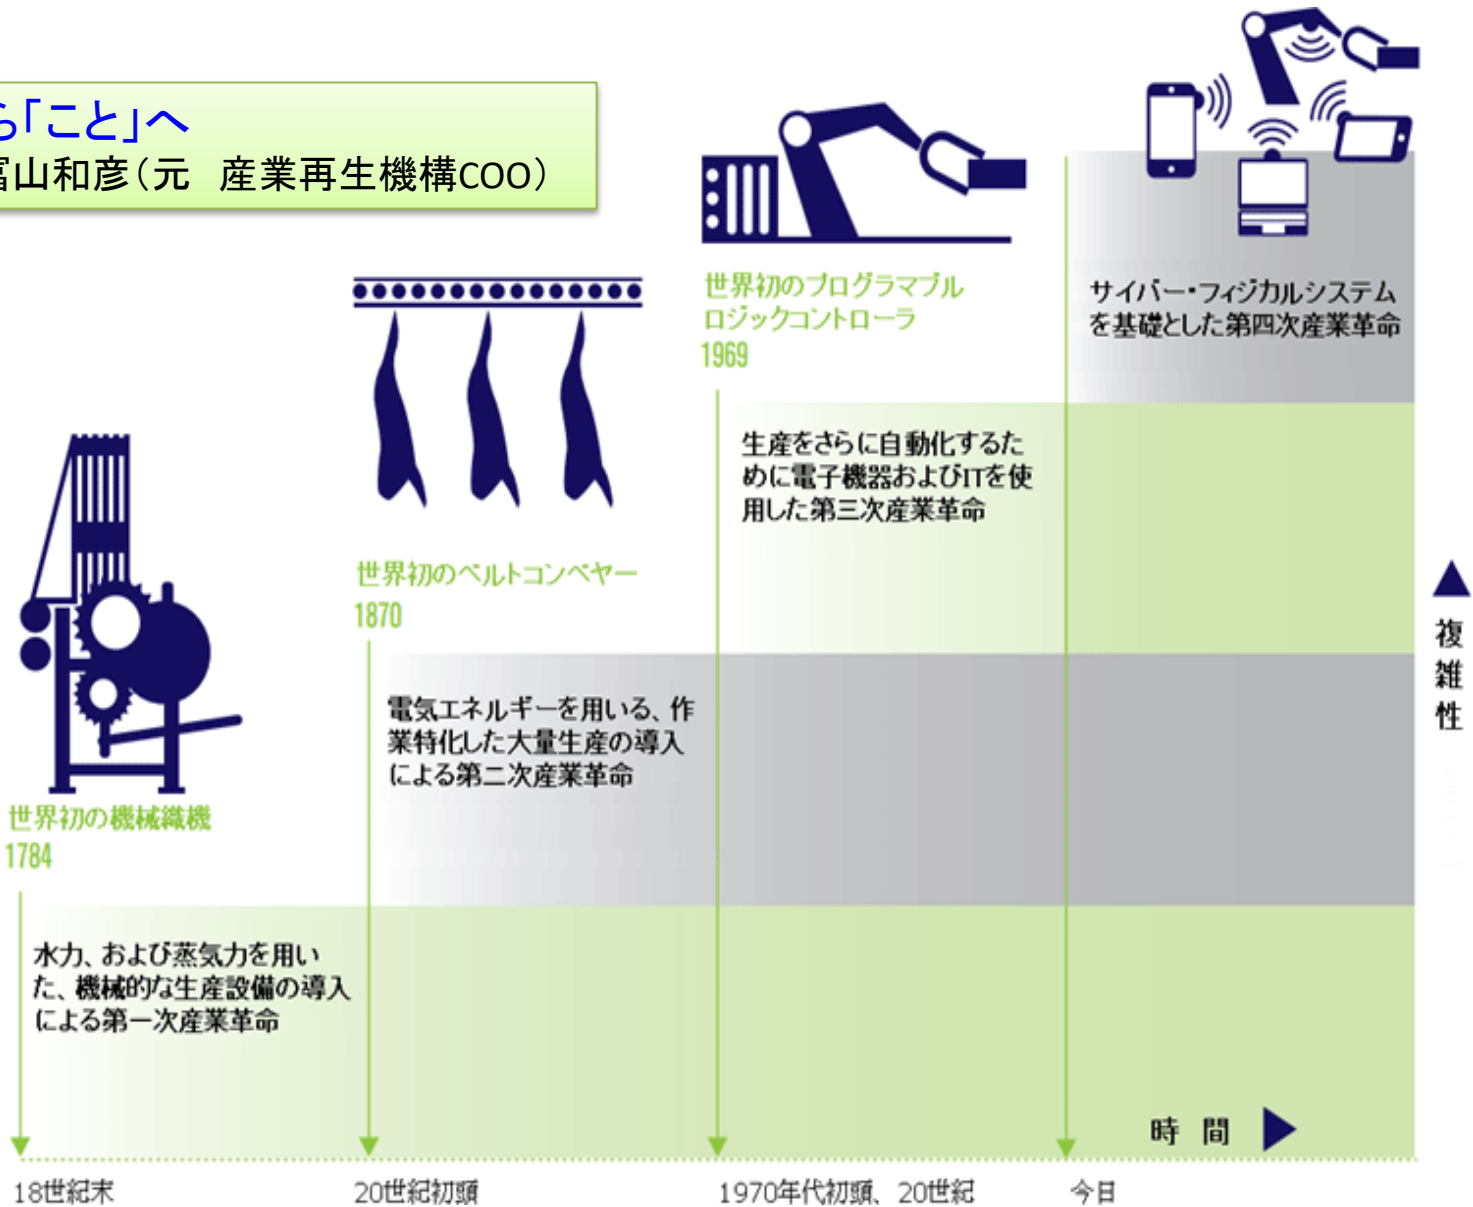 ら「こと」へ
冨山和彦(元 産業再生機構COO)
世界初のプログラマブル
ロジックコントローラ
1969
サイバー・フィジカルシステム
を基礎とした第四次産業革命
生産をさらに自動化するた
めに電子機器およびITを使
用した第三次産業革命
世界初のベルトコンベヤー
1870
電気エネルギーを用いる、作
業特化した大量生産の導入
による第二次産業革命
世界初の機械織機
1784
水力、および蒸気力を用い
た、機械的な生産設備の導入
による第一次産業革命
複雑性
時間
18世紀末
20世紀初頭
1970年代初頭、20世紀
今日